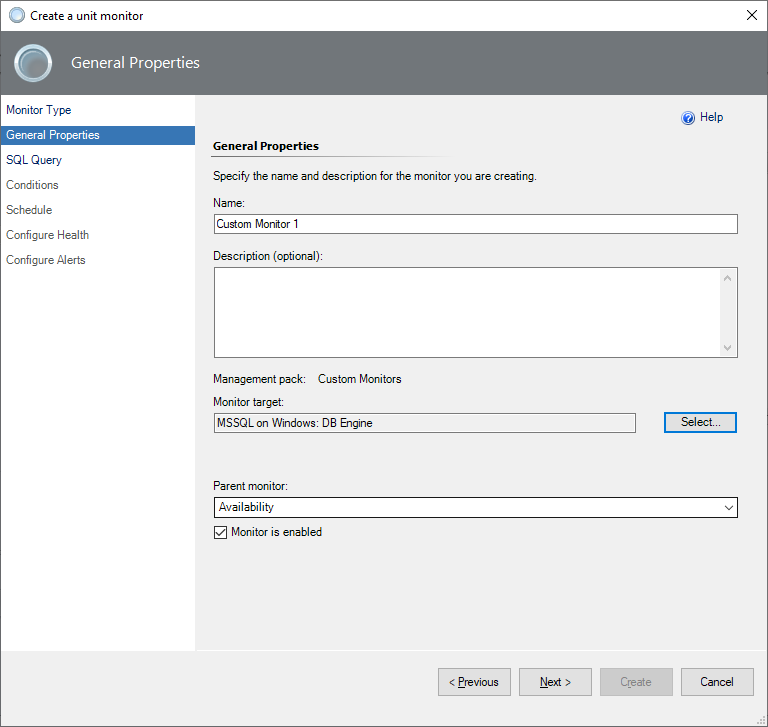 Create a unit monitor
General Properties
Monitor Type
General Properties
SQL Query
Conditions
Schedule
Configure Health
Configure Alerts
Help
General Properties
Specify the name and description for the monitor you are creating.
Name:
Custom Monitor 1
Description (optional):
Management pack: Custom Monitors
Monitor target:
MSSQL on Windows: DB Engine
Select...
Parent monitor:
Availability
Monitor is enabled
< Previous
Next >
Create
Cancel